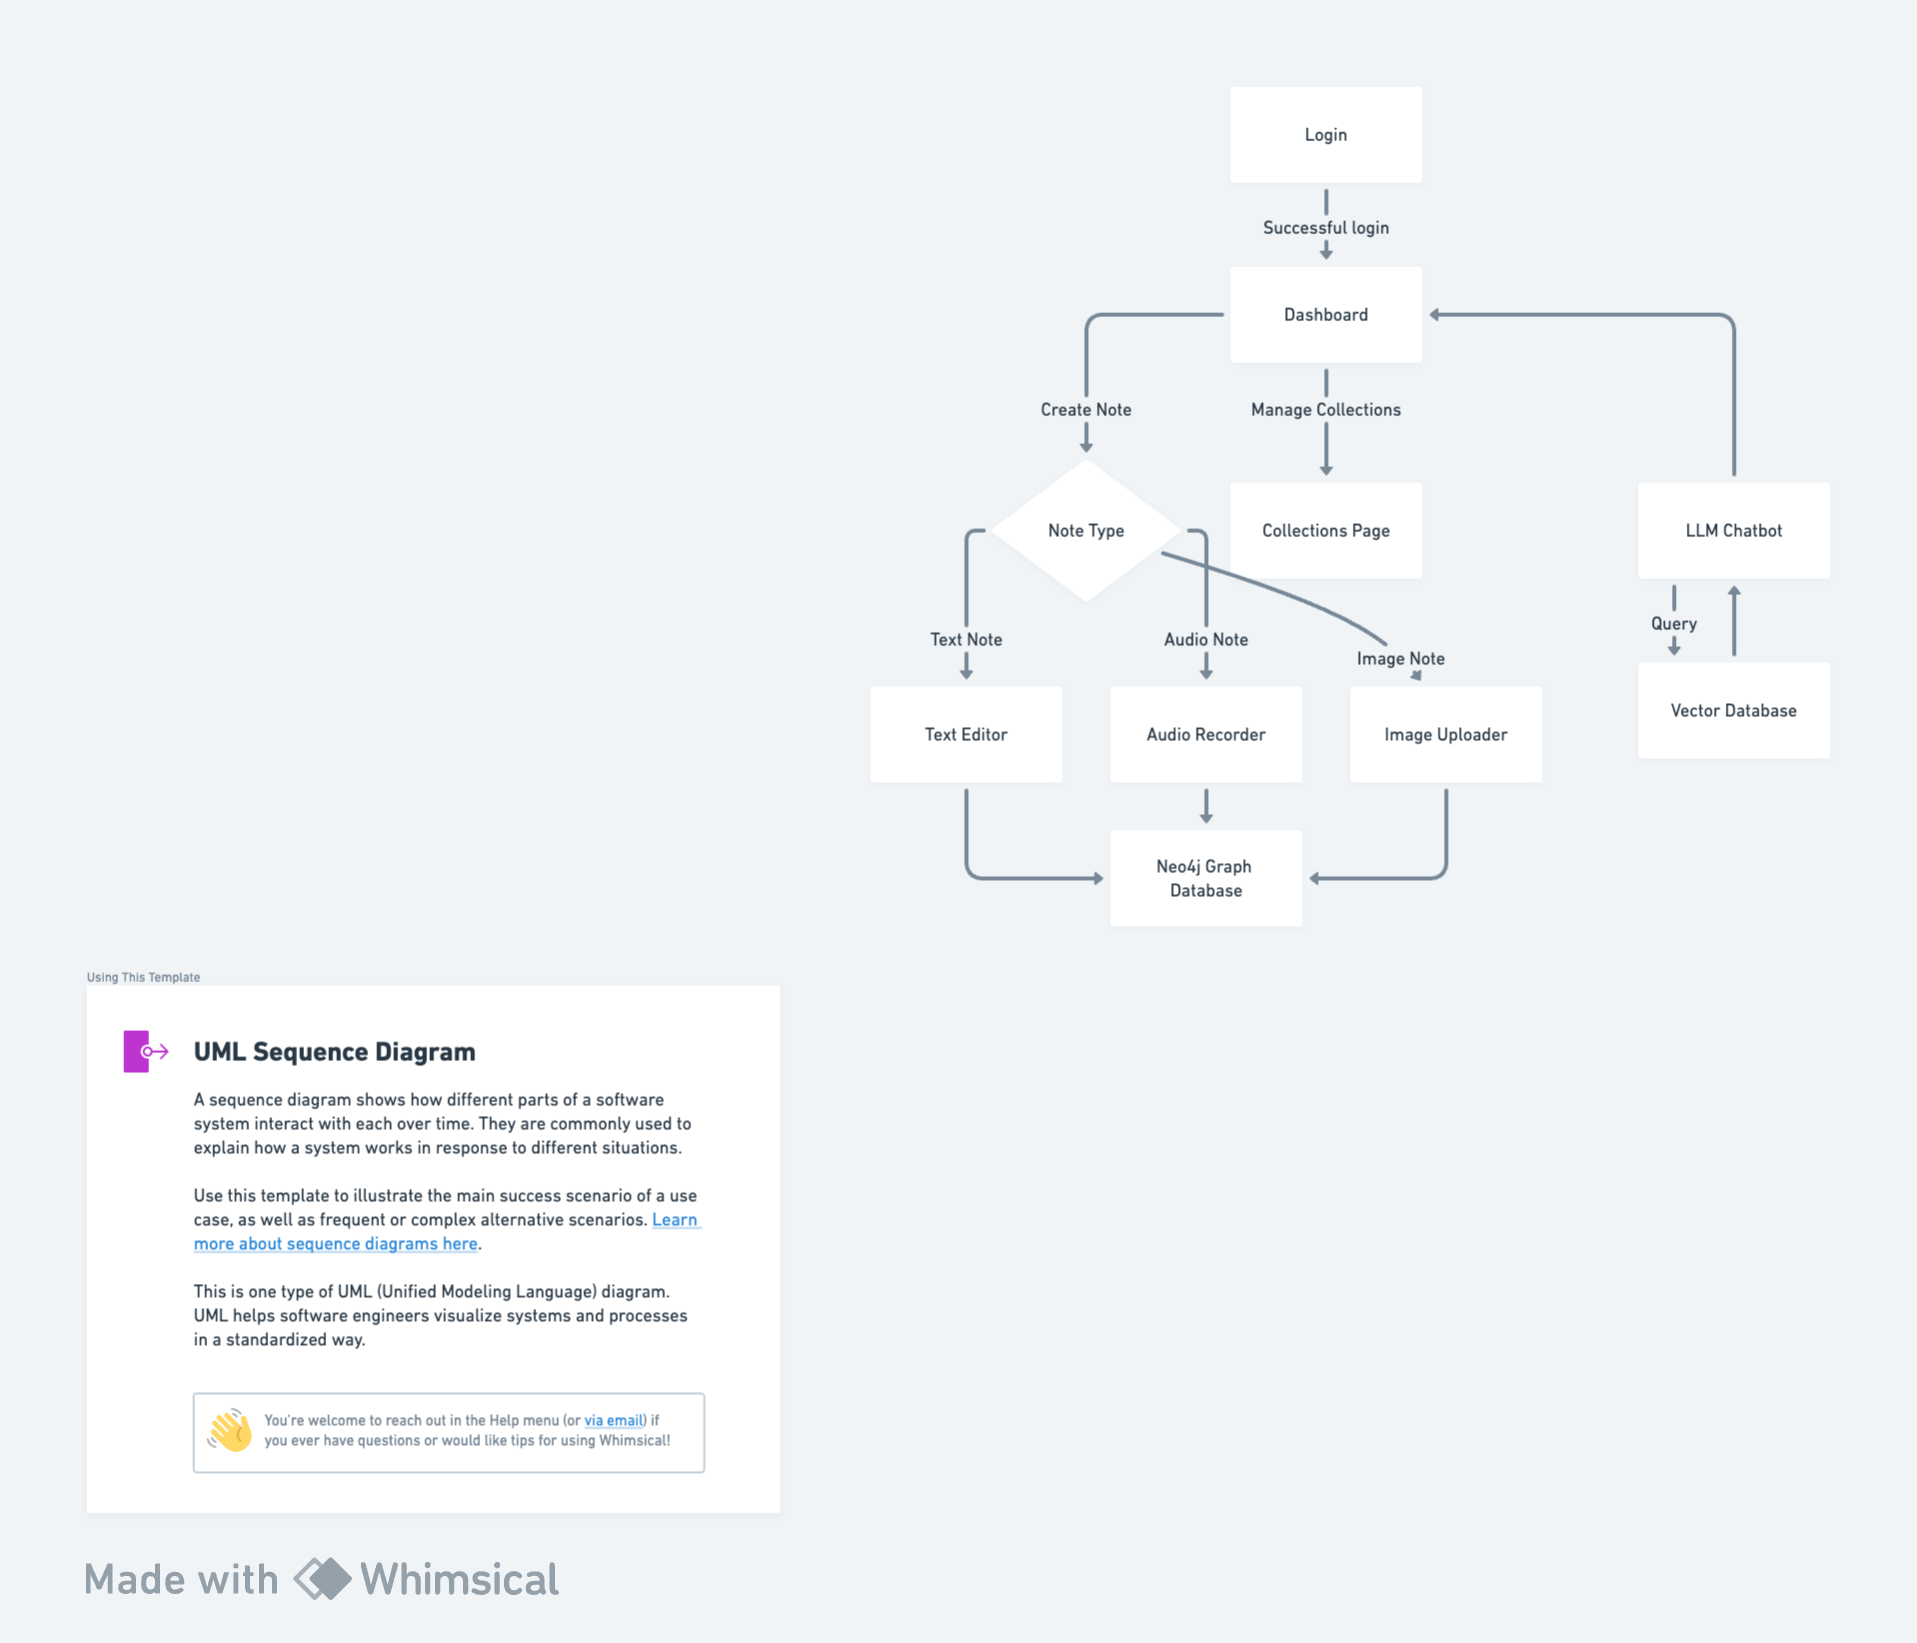 Login
Successful login
Dashboard
Create Note
Manage Collections
Note Type
Collections Page
LLM Chatbot
Query
Text Note
Audio Note
Image Note
Text Editor
Audio Recorder
Image Uploader
Vector Database
Neo4j Graph
Database
Using This Template
UML Sequence Diagram
A sequence diagram shows how different parts of a software
system interact with each over time. They are commonly used to
explain how a system works in response to different situations.
Use this template to illustrate the main success scenario of a use
case, as well as frequent or complex alternative scenarios. Learn
more about sequence diagrams here.
This is one type of UML (Unified Modeling Language) diagram.
UML helps software engineers visualize systems and processes
in a standardized way.
You're welcome to reach out in the Help menu (or via email) if
you ever have questions or would like tips for using Whimsical!
Made with Whimsical